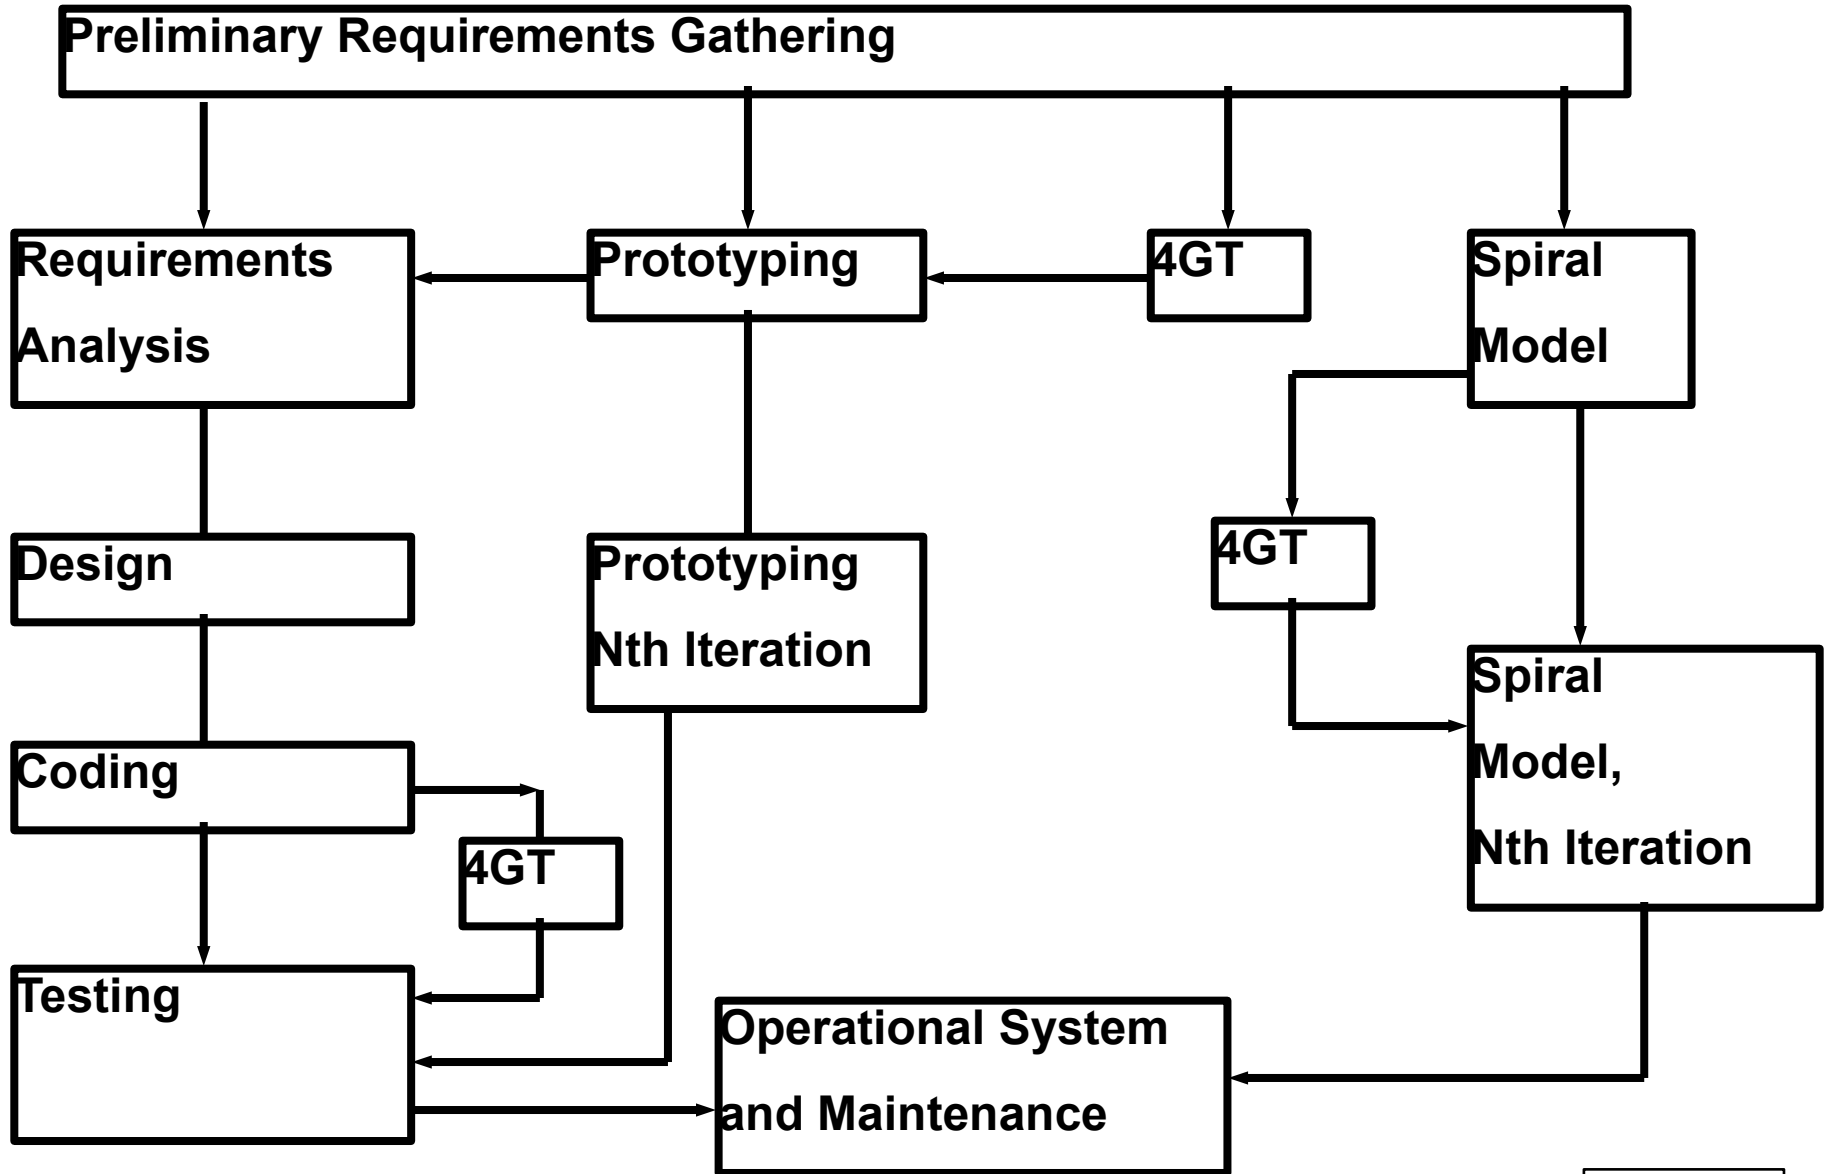 Preliminary Requirements Gathering
Requirements
Analysis
Prototyping
4GT
Spiral
Model
Design
Prototyping
Nth Iteration
4GT
Spiral
Model,
Nth Iteration
Coding
4GT
Testing
Operational System
and Maintenance